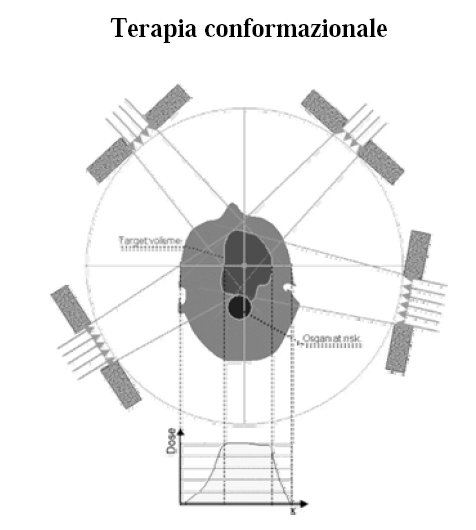 Terapia conformazionale
Target volume
Organ at risk
Dose
x